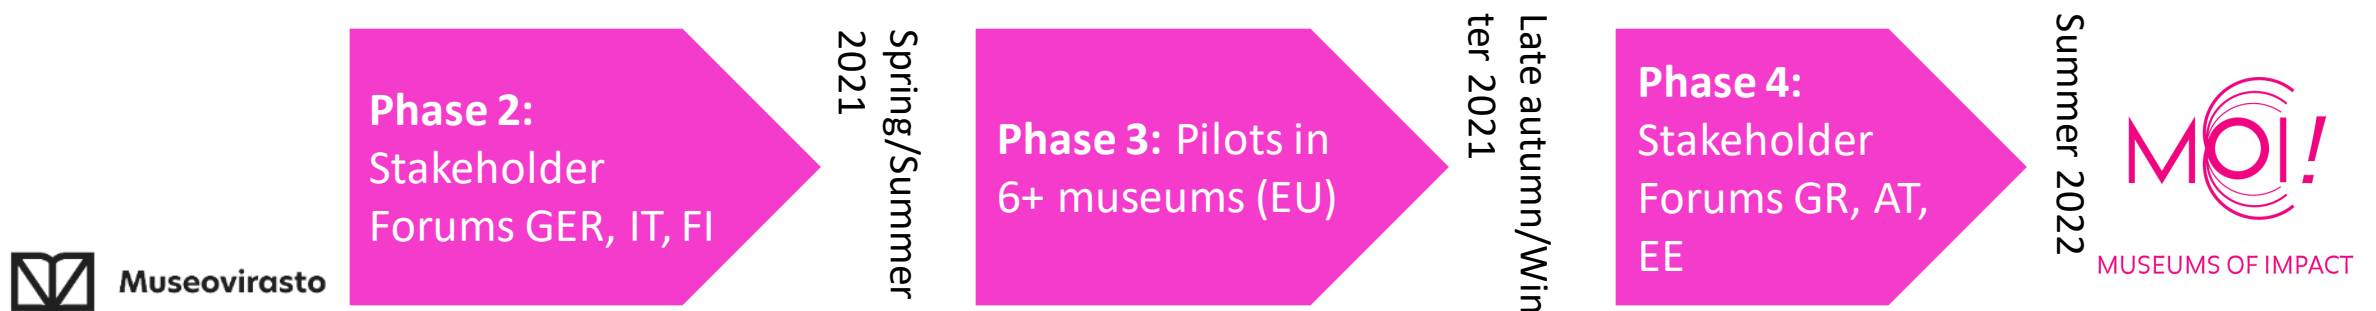 Museovirasto
Phase 2:
Stakeholder
Forums GER, IT, FI
Spring/Summer
2021
Phase 3: Pilots in
6+ museums (EU)
Late autumn/Win
ter 2021
Phase 4:
Stakeholder
Forums GR, AT,
EE
Summer 2022
MOI!
MUSEUMS OF IMPACT